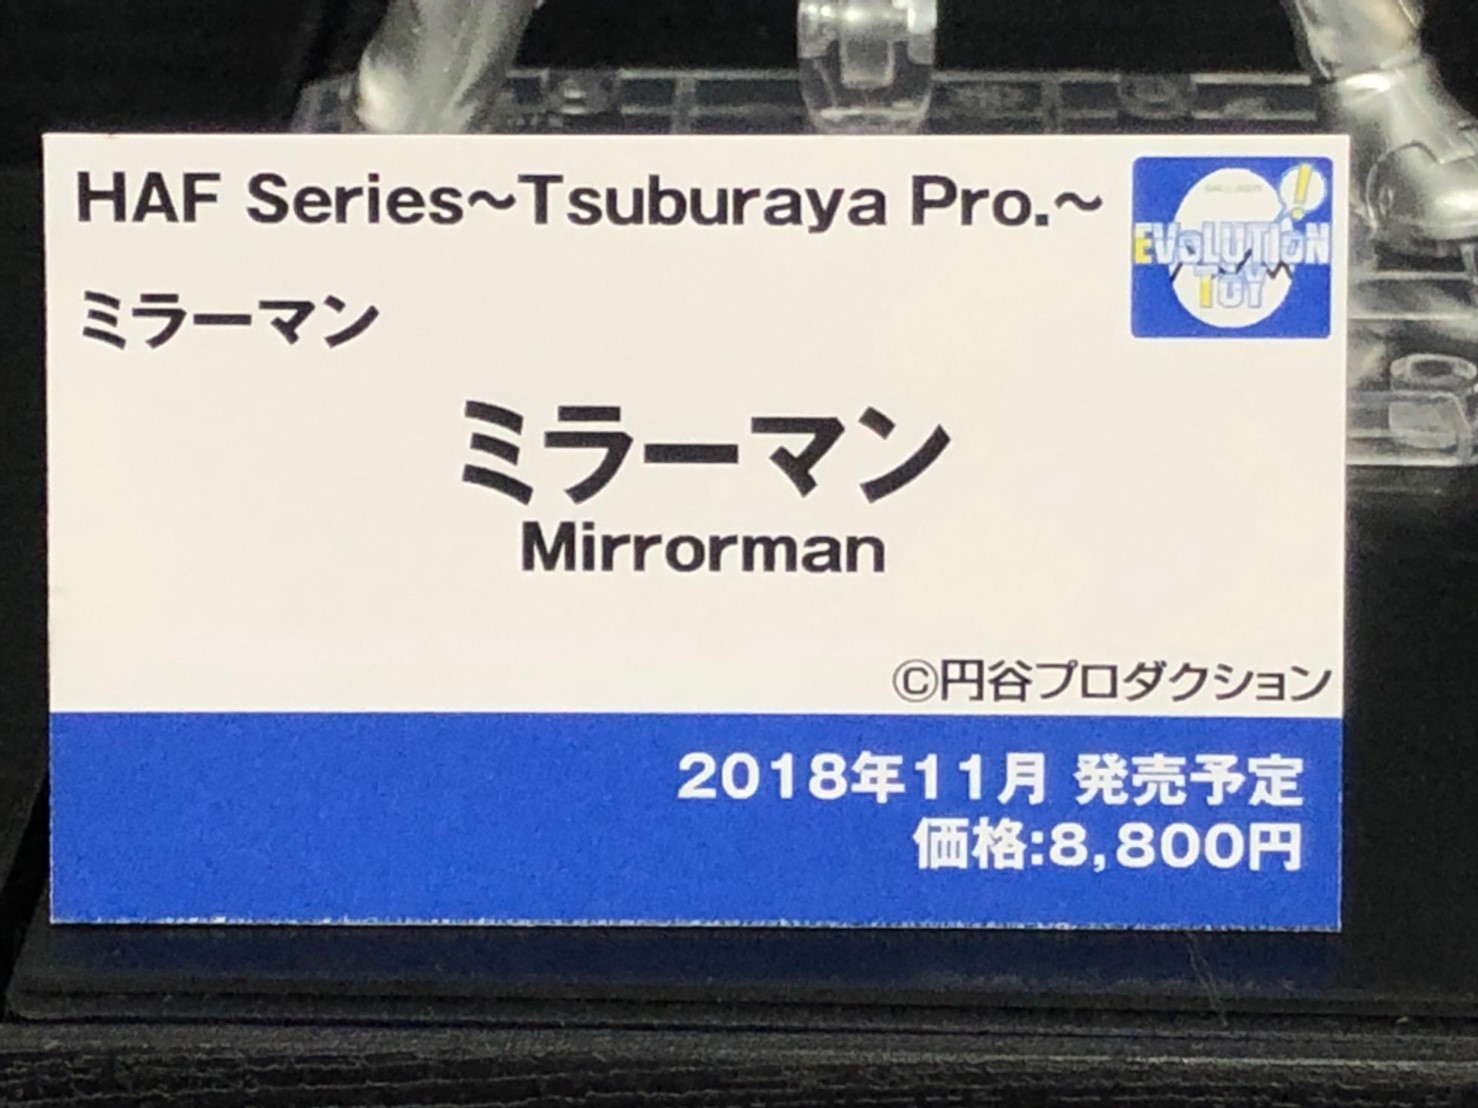 HAF Series~Tsuburaya Pro.~
EVOLUTION
TOY
ミラーマン
ミラーマン
Mirrorman
©円谷プロダクション
2018年11月 発売予定
価格:8,800円